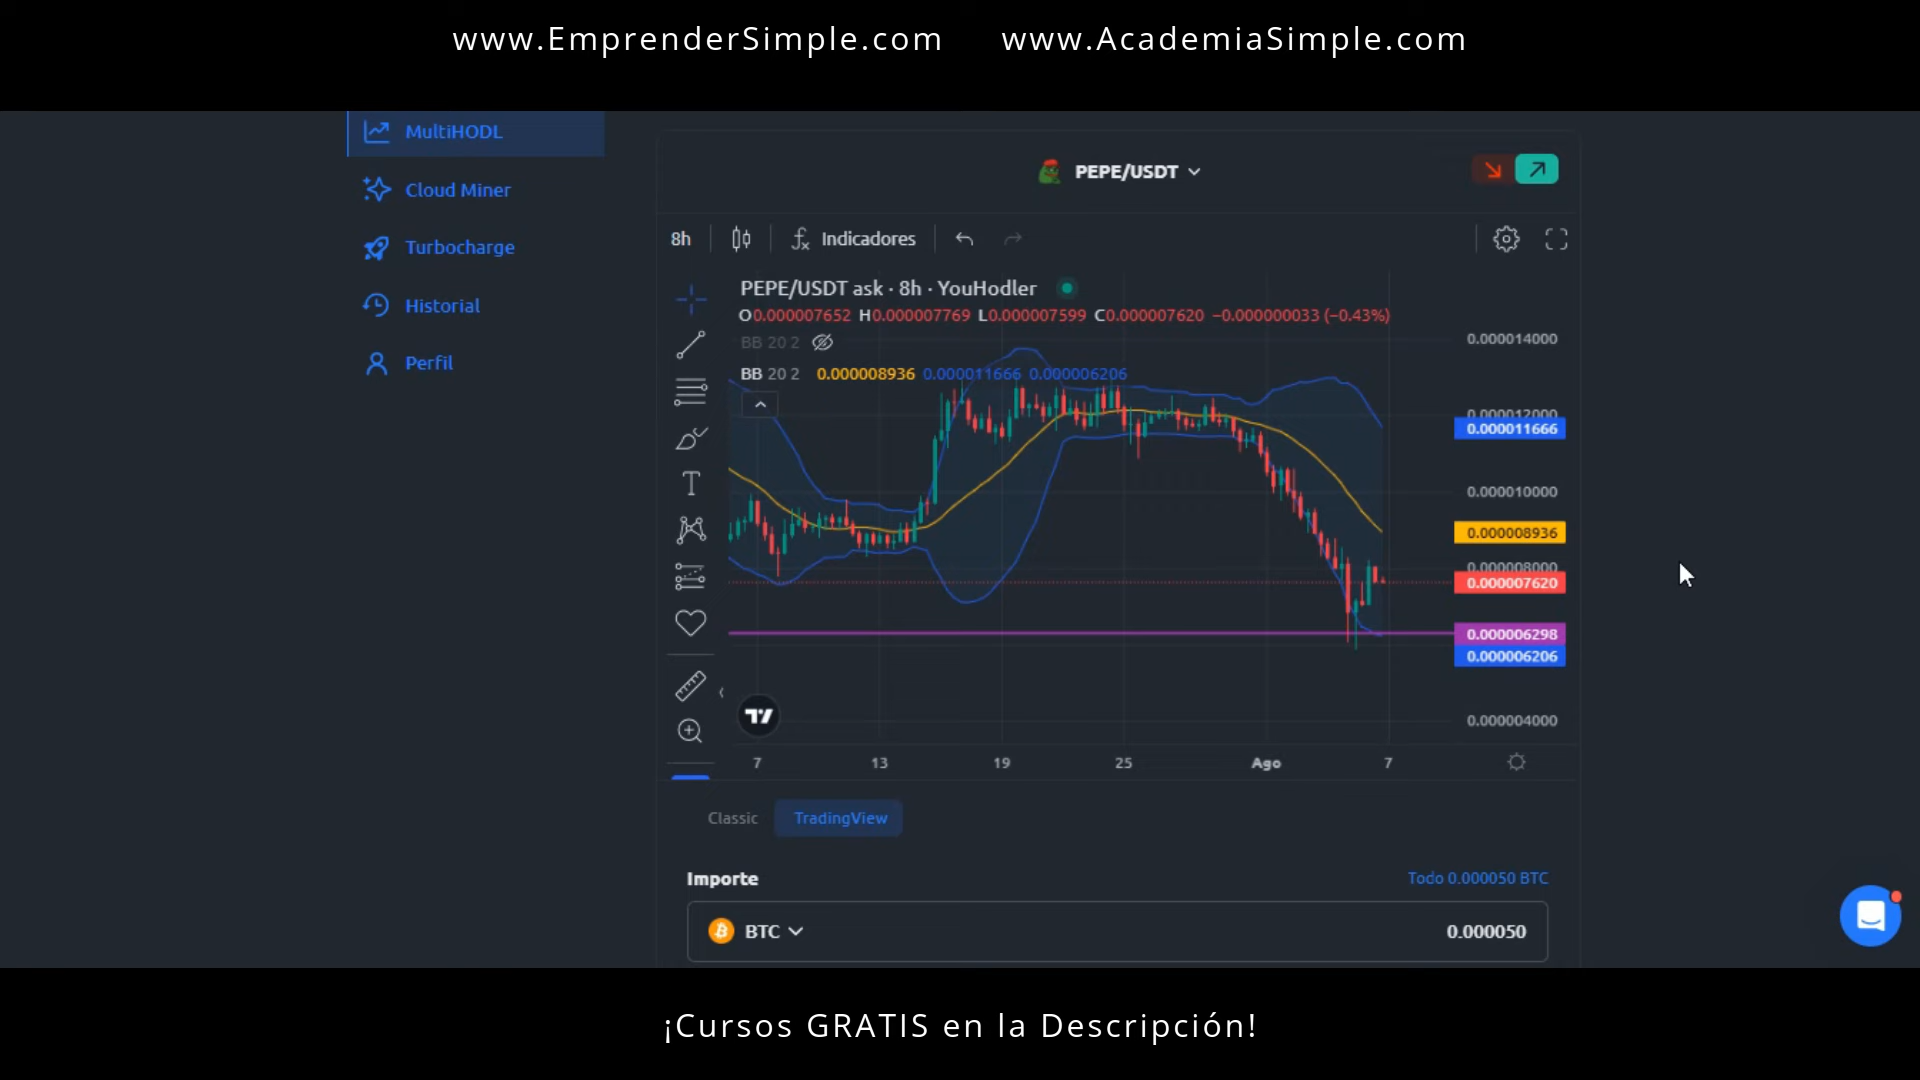 www.EmprenderSimple.com www.AcademiaSimple.com
MultiHODL
Cloud Miner
Turbocharge
Historial
Perfil
PEPE/USDT
8h Indicadores
PEPE/USDT ask · 8h · YouHodler
O0.000007652 H0.000007769 L0.000007599 C0.000007620 −0.000000033 (−0.43%)
BB 20 2
BB 20 2 0.000008936 0.000011666 0.000006206
0.000014000
0.000012000
0.000011666
0.000010000
0.000008936
0.000008000
0.000007620
0.000006298
0.000006206
0.000004000
7 13 19 25 Ago 7
Classic TradingView
Importe Todo 0.000050 BTC
BTC 0.000050
¡Cursos GRATIS en la Descripción!